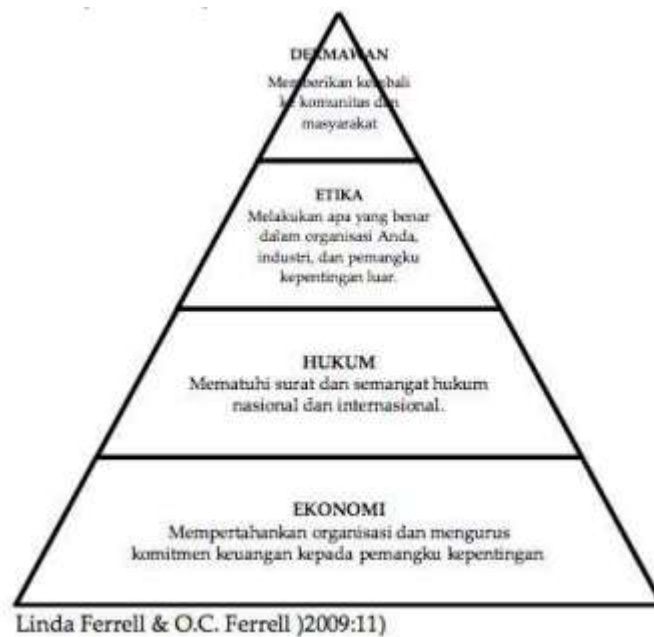 DERMAWAN
Memberikan kembali
ke komunitas dan
masyarakat
ETIKA
Melakukan apa yang benar
dalam organisasi Anda,
industri, dan pemangku
kepentingan luar.
HUKUM
Mematuhi surat dan semangat hukum
nasional dan internasional.
EKONOMI
Mempertahankan organisasi dan mengurus
komitmen keuangan kepada pemangku kepentingan
Linda Ferrell & O.C. Ferrell )2009:11)